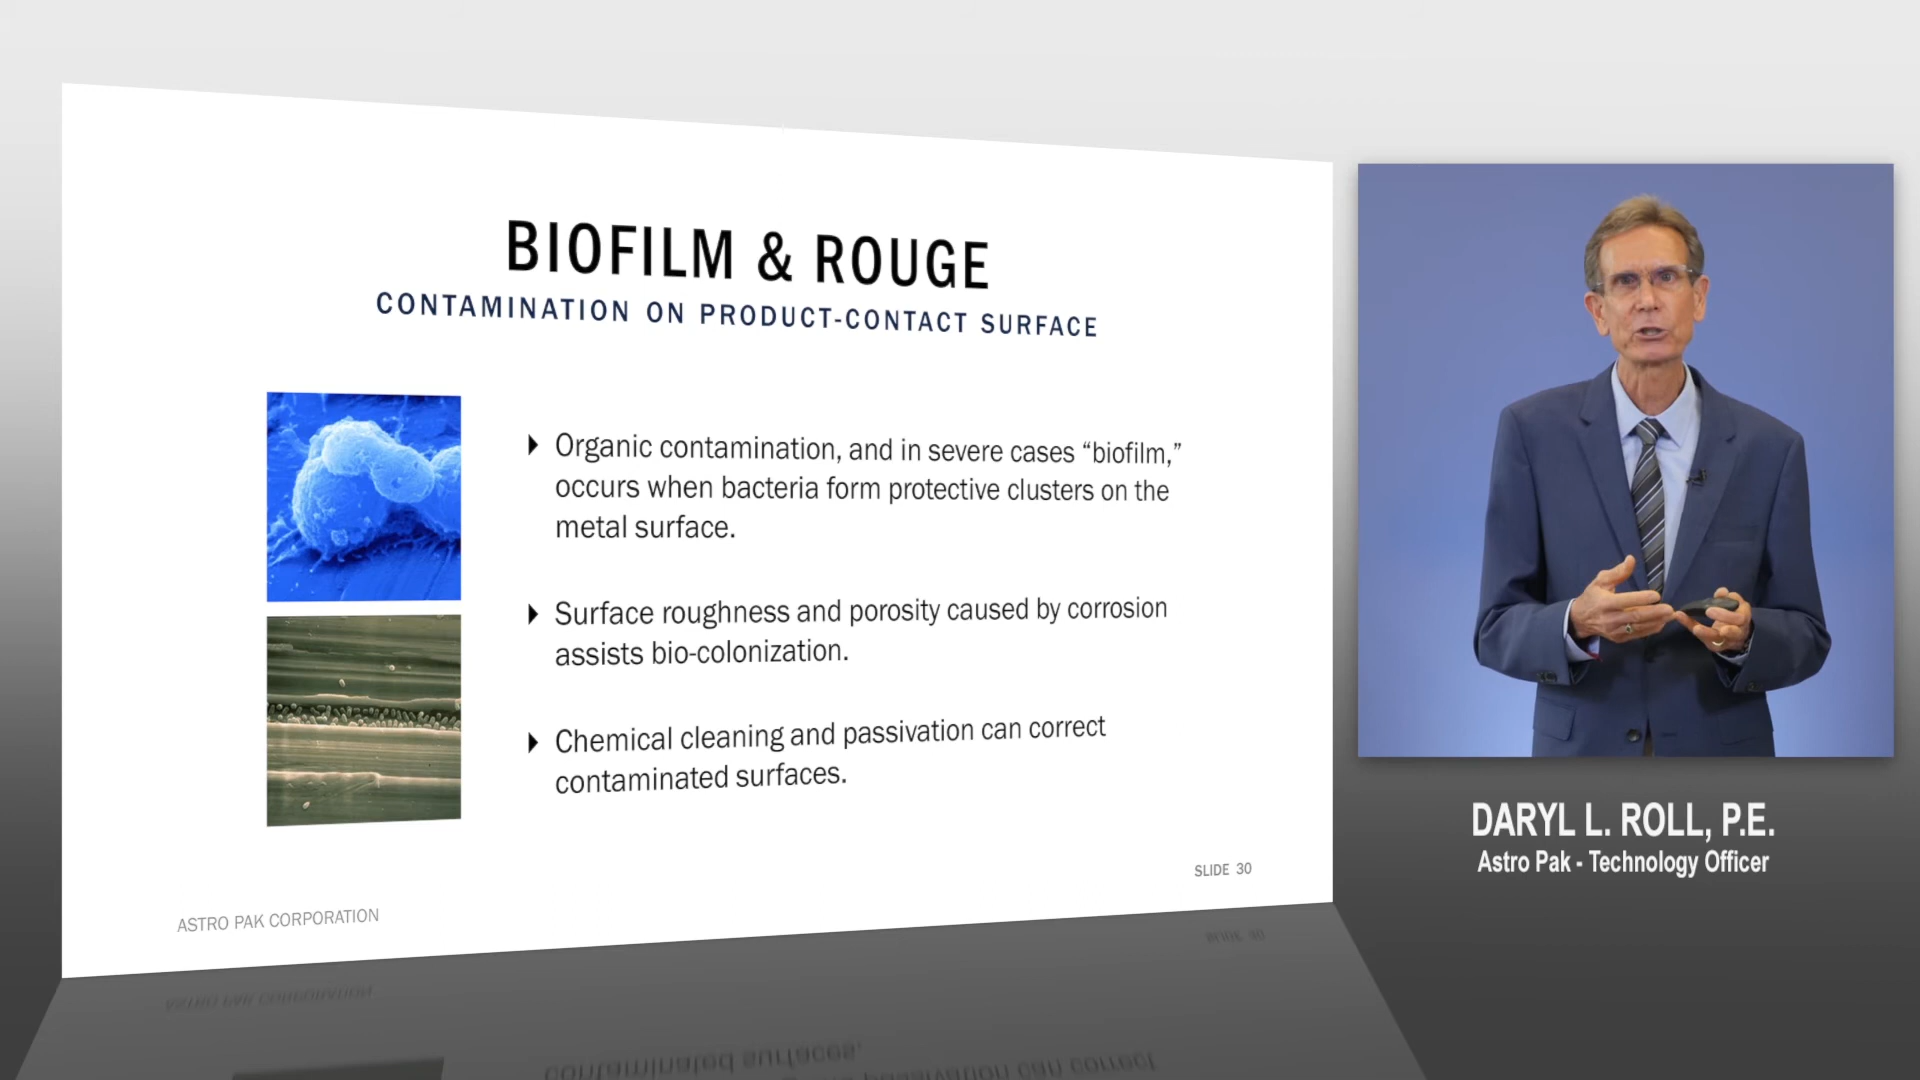 BIOFILM & ROUGE
CONTAMINATION ON PRODUCT-CONTACT SURFACE
Organic contamination, and in severe cases “biofilm,”
occurs when bacteria form protective clusters on the
metal surface.
Surface roughness and porosity caused by corrosion
assists bio-colonization.
Chemical cleaning and passivation can correct
contaminated surfaces.
SLIDE 30
ASTRO PAK CORPORATION
DARYL L. ROLL, P.E.
Astro Pak - Technology Officer